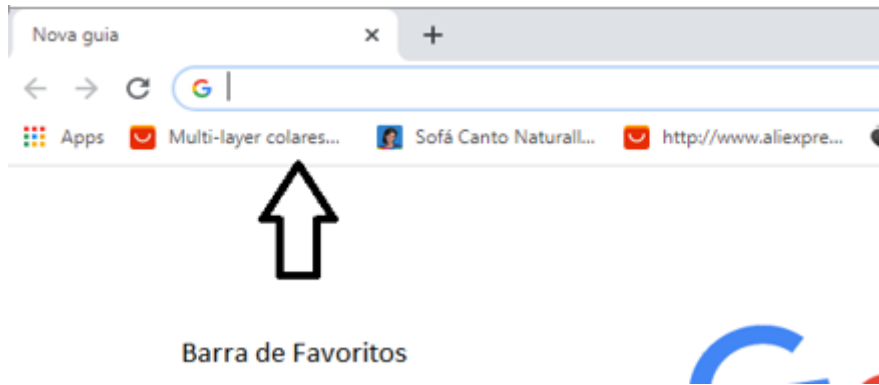 Nova guia
Apps Multi-layer colares... Sofá Canto Naturall... http://www.aliexpre...
Barra de Favoritos